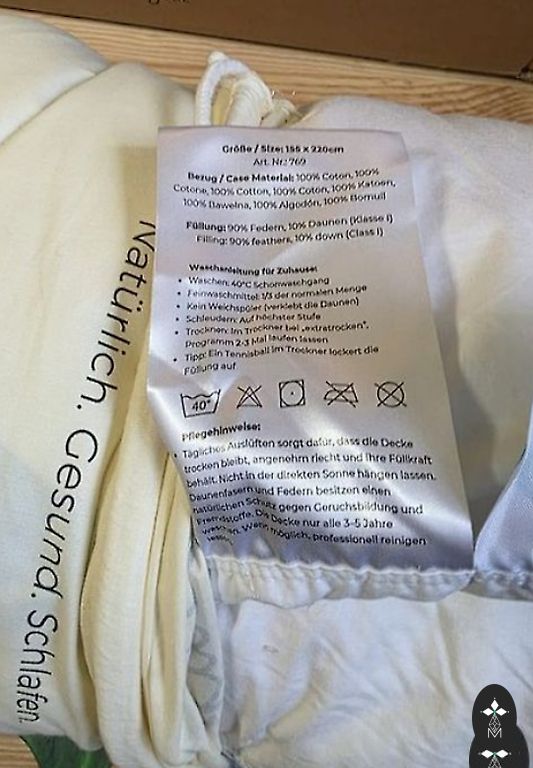 Größe / Size: 155 x 220cm
Art. Nr.: 769
Bezug / Case Material: 100% Coton, 100%
Cotone, 100% Cotton, 100% Coton, 100% Katoen,
100% Bawełna, 100% Algodón, 100% Bomull
Füllung: 90% Federn, 10% Daunen (Klasse I)
Filling: 90% feathers, 10% down (Class I)
Waschanleitung für Zuhause:
• Waschen: 40°C Schonwaschgang
• Feinwaschmittel: 1/3 der normalen Menge
• Kein Weichspüler (verklebt die Daunen)
• Schleudern: Auf höchster Stufe
• Trocknen: Im Trockner bei „extratrocken“,
Programm 2-3 Mal laufen lassen
• Tipp: Ein Tennisball im Trockner lockert die
Füllung auf
40°
Pflegehinweise:
• Tägliches Auslüften sorgt dafür, dass die Decke
trocken bleibt, angenehm riecht und ihre Füllkraft
behält. Nicht in der direkten Sonne hängen lassen.
Daunenfasern und Federn besitzen einen
natürlichen Schutz gegen Geruchsbildung und
Fremdstoffe. Die Decke nur alle 3-5 Jahre
waschen. Wenn möglich, professionell reinigen
lassen.
Natürlich. Gesund. Schlafen.
M